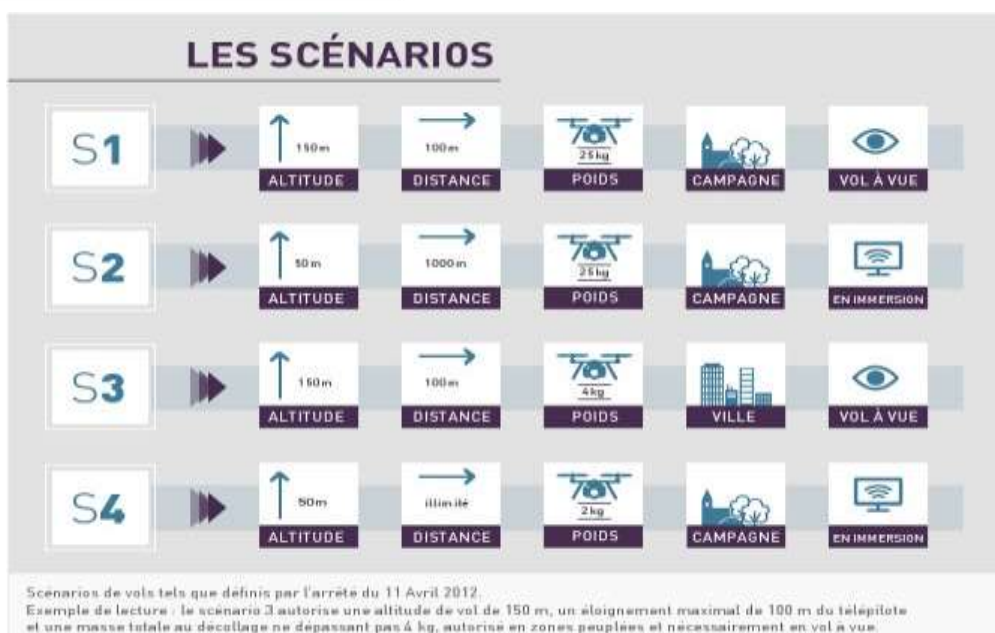 LES SCÉNARIOS
S1 150m 100m 25kg
ALTITUDE DISTANCE POIDS CAMPAGNE VOL À VUE
S2 50m 1000m 25kg
ALTITUDE DISTANCE POIDS CAMPAGNE EN IMMERSION
S3 150m 100m 4kg
ALTITUDE DISTANCE POIDS VILLE VOL À VUE
S4 50m illimité 2kg
ALTITUDE DISTANCE POIDS CAMPAGNE EN IMMERSION
Scénarios de vols tels que définis par l'arrêté du 11 Avril 2012.
Exemple de lecture : le scénario 3 autorise une altitude de vol de 150 m, un éloignement maximal de 100 m du télépilote
et une masse totale au décollage ne dépassant pas 4 kg, autorisé en zones peuplées et nécessairement en vol à vue.